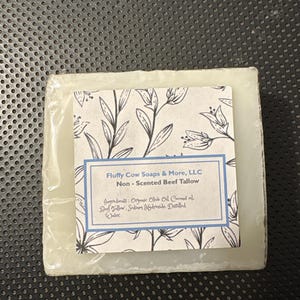 Fluffy Cow Soaps & More, LLC
Non - Scented Beef Tallow
Ingredients: Organic Olive Oil, Coconut oil,
Beef Tallow, Sodium Hydroxide, Distilled
Water